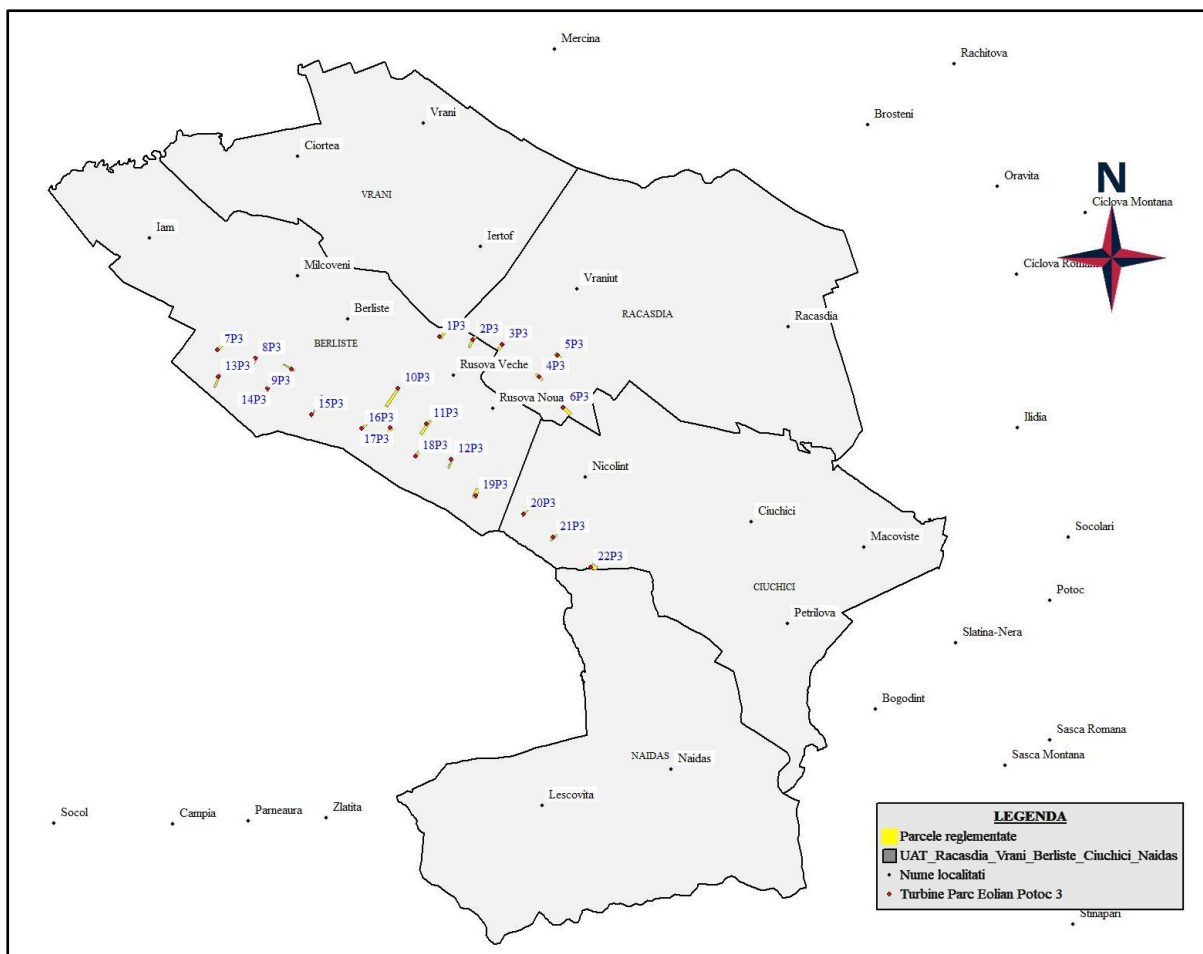 Mercina
Rachitova
Vrani
Brosteni
Ciortea
N
Oravita
VRANI
Ciclova Montana
Iam
Iertof
Milcoveni
Ciclova Romana
Vraniut
Berliste
RACASDIA
Racasdia
1P3
2P3
3P3
7P3
8P3
BERLISTE
5P3
13P3
Rusova Veche
9P3
10P3
14P3
4P3
15P3
Rusova Noua
6P3
16P3
11P3
Ilidia
17P3
18P3
12P3
Nicolint
19P3
20P3
Ciuchici
21P3
Macoviste
Socolari
22P3
CIUCHICI
Potoc
Petrilova
Slatina-Nera
Bogodint
Sasca Romana
NAIDAS
Naidas
Sasca Montana
Lescovita
Socol
Campia
Parneaura
Zlatita
LEGENDA
Parcele reglementate
UAT_Racasdia_Vrani_Berliste_Ciuchici_Naidas
Nume localitati
Turbine Parc Eolian Potoc 3
Stinapari